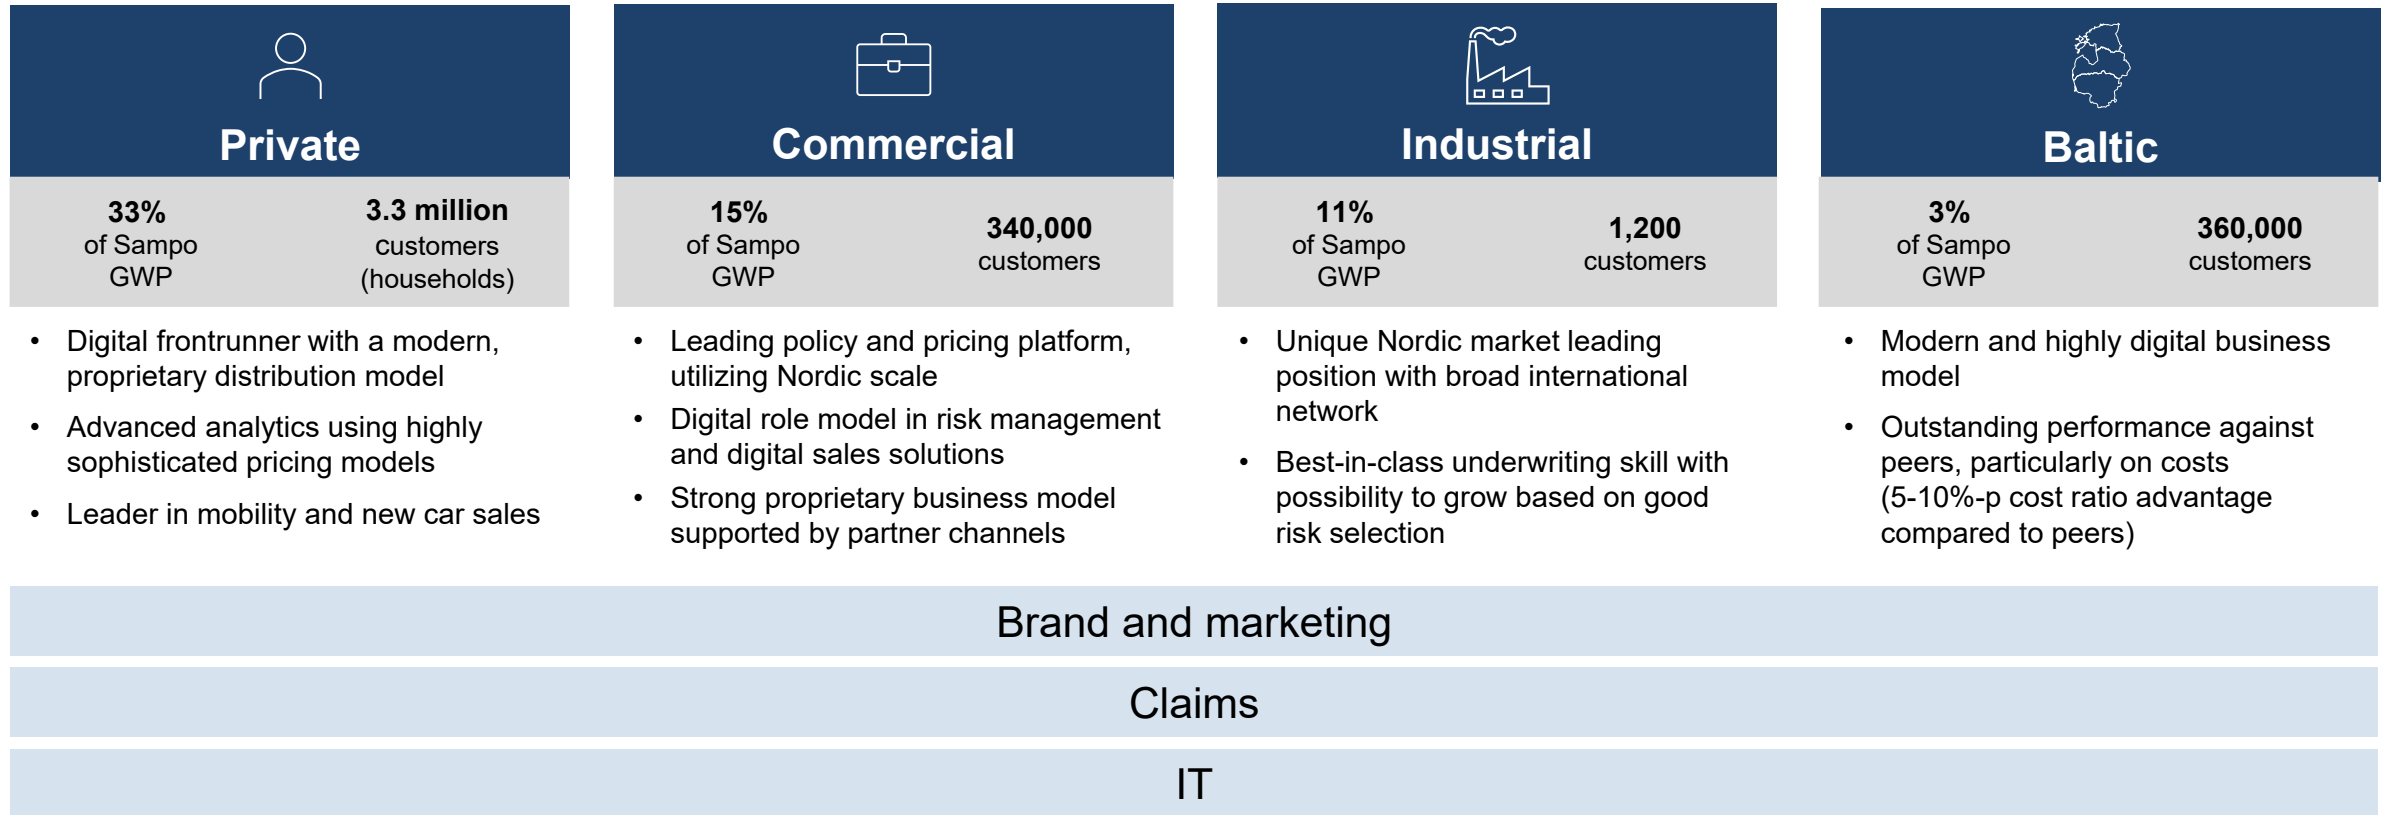 Private
33%
of Sampo
GWP
3.3 million
customers
(households)
• Digital frontrunner with a modern,
proprietary distribution model
• Advanced analytics using highly
sophisticated pricing models
• Leader in mobility and new car sales
Commercial
15%
of Sampo
GWP
340,000
customers
• Leading policy and pricing platform,
utilizing Nordic scale
• Digital role model in risk management
and digital sales solutions
• Strong proprietary business model
supported by partner channels
Industrial
11%
of Sampo
GWP
1,200
customers
• Unique Nordic market leading
position with broad international
network
• Best-in-class underwriting skill with
possibility to grow based on good
risk selection
Baltic
3%
of Sampo
GWP
360,000
customers
• Modern and highly digital business
model
• Outstanding performance against
peers, particularly on costs
(5-10%-p cost ratio advantage
compared to peers)
Brand and marketing
Claims
IT